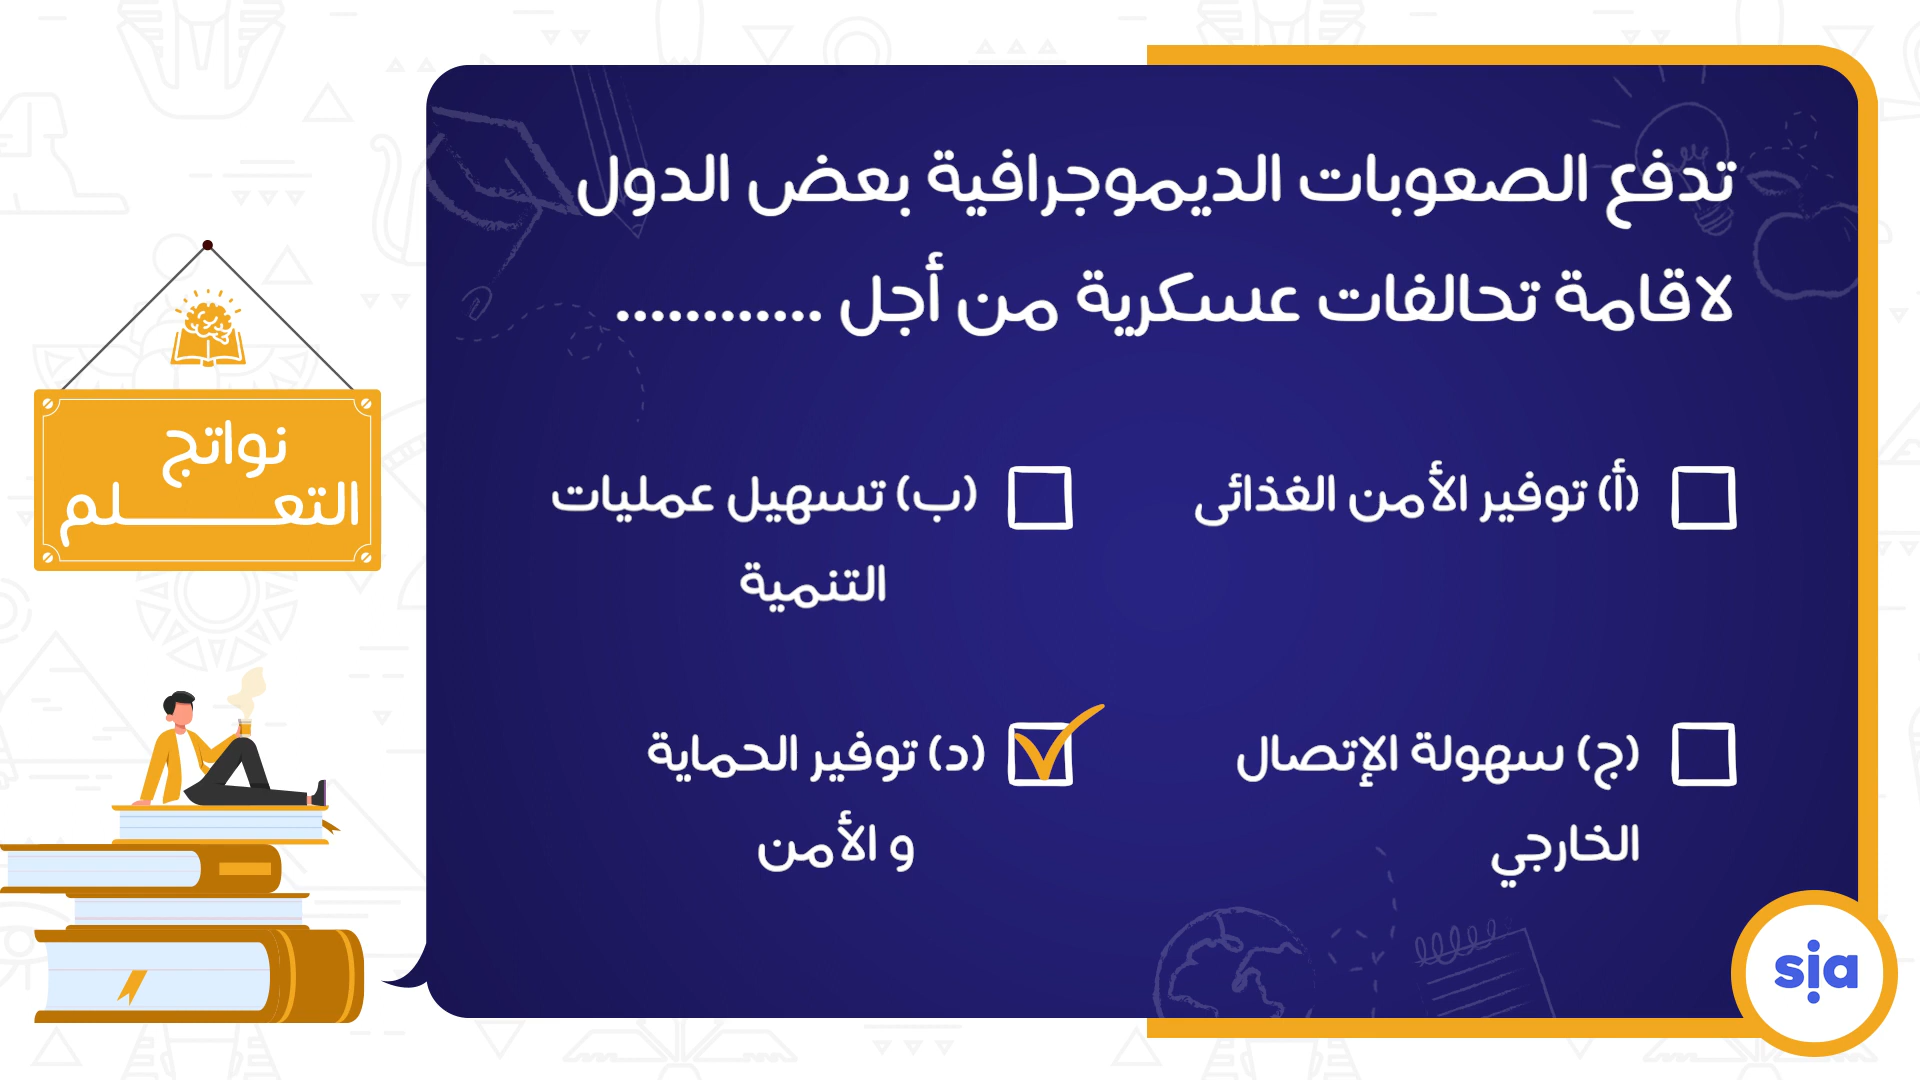 تدفع الصعوبات الديموجرافية بعض الدول
لاقامة تحالفات عسكرية من أجل ............
(أ) توفير الأمن الغذائى
(ب) تسهيل عمليات
التنمية
(ج) سهولة الإتصال
الخارجي
(د) توفير الحماية
و الأمن
نواتج
التعـــــــــلم
sia